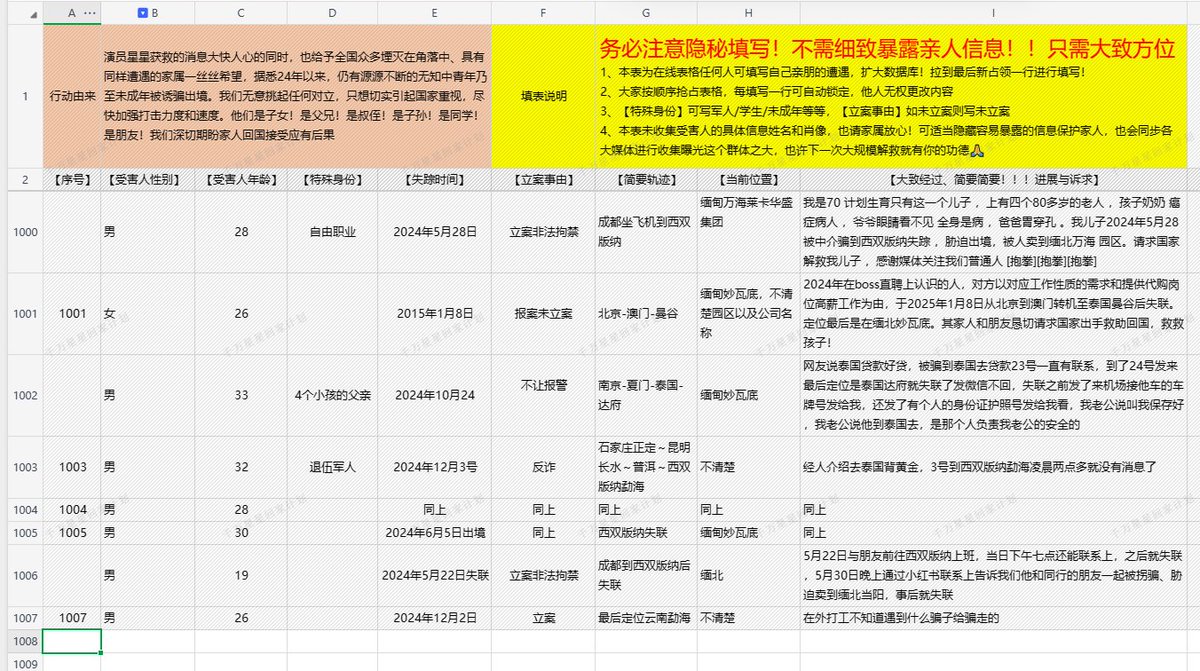 A ··· B C D E F G H I
1
行动由来
演员星星获救的消息大快人心的同时，也给予全国众多堙灭在角落中、具有
同样遭遇的家属一丝丝希望，据悉24年以来，仍有源源不断的无知中青年乃
至未成年被诱骗出境。我们无意挑起任何对立，只想切实引起国家重视，尽
快加强打击力度和速度。他们是子女！是父兄！是叔侄！是子孙！是同学！
是朋友！我们深切期盼家人回国接受应有后果
填表说明
务必注意隐秘填写！不需细致暴露亲人信息！！只需大致方位
1、本表为在线表格任何人可填写自己亲朋的遭遇，扩大数据库！拉到最后新占领一行进行填写！
2、大家按顺序抢占表格，每填写一行可自动锁定，他人无权更改内容
3、【特殊身份】可写军人/学生/未成年等等，【立案事由】如未立案则写未立案
4、本表未收集受害人的具体信息姓名和肖像，也请家属放心！可适当隐藏容易暴露的信息保护家人，也会同步各
大媒体进行收集曝光这个群体之大，也许下一次大规模解救就有你的功德🙏
2 【序号】 【受害人性别】 【受害人年龄】 【特殊身份】 【失踪时间】 【立案事由】 【简要轨迹】 【当前位置】 【大致经过、简要简要！！！进展与诉求】
1000 男 28 自由职业 2024年5月28日 立案非法拘禁
成都坐飞机到西双
版纳
缅甸万海莱卡华盛
集团
我是70 计划生育只有这一个儿子 ，上有四个80多岁的老人 ，孩子奶奶 癌
症病人 ，爷爷眼睛看不见 全身是病 ，爸爸胃穿孔 。我儿子2024年5月28
被中介骗到西双版纳失踪 ，胁迫出境，被人卖到缅北万海 园区。请求国家
解救我儿子 ，感谢媒体关注我们普通人 [抱拳][抱拳][抱拳]
1001 1001 女 26 2015年1月8日 报案未立案 北京-澳门-曼谷
缅甸妙瓦底，不清
楚园区以及公司名
称
2024年在boss直聘上认识的人，对方以对应工作性质的需求和提供代购岗
位高薪工作为由，于2025年1月8日从北京到澳门转机至泰国曼谷后失联。
定位最后是在缅北妙瓦底。其家人和朋友恳切请求国家出手救助回国，救救
孩子！
1002 男 33 4个小孩的父亲 2024年10月24 不让报警
南京-夏门-泰国-
达府
缅甸妙瓦底
网友说泰国贷款好贷，被骗到泰国去贷款23号一直有联系，到了24号发来
最后定位是泰国达府就失联了发微信不回，失联之前发了来机场接他车的车
牌号发给我，还发了有个人的身份证护照号发给我看，我老公说叫我保存好
，我老公说他到泰国去，是那个人负责我老公的安全的
1003 1003 男 32 退伍军人 2024年12月3号 反诈
石家庄正定～昆明
长水～普洱～西双
版纳勐海
不清楚
经人介绍去泰国背黄金，3号到西双版纳勐海凌晨两点多就没有消息了
1004 1004 男 28 同上 同上 同上 同上 同上
1005 1005 男 30 2024年6月5日出境 同上 西双版纳失联 缅甸妙瓦底 同上
1006 男 19 2024年5月22日失联 立案非法拘禁
成都到西双版纳后
失联
缅北
5月22日与朋友前往西双版纳上班，当日下午七点还能联系上，之后就失联
，5月30日晚上通过小红书联系上告诉我们他和同行的朋友一起被拐骗、胁
迫卖到缅北当阳，事后就失联
1007 1007 男 26 2024年12月2日 立案 最后定位云南勐海 不清楚 在外打工不知道遇到什么骗子给骗走的
1008
1009